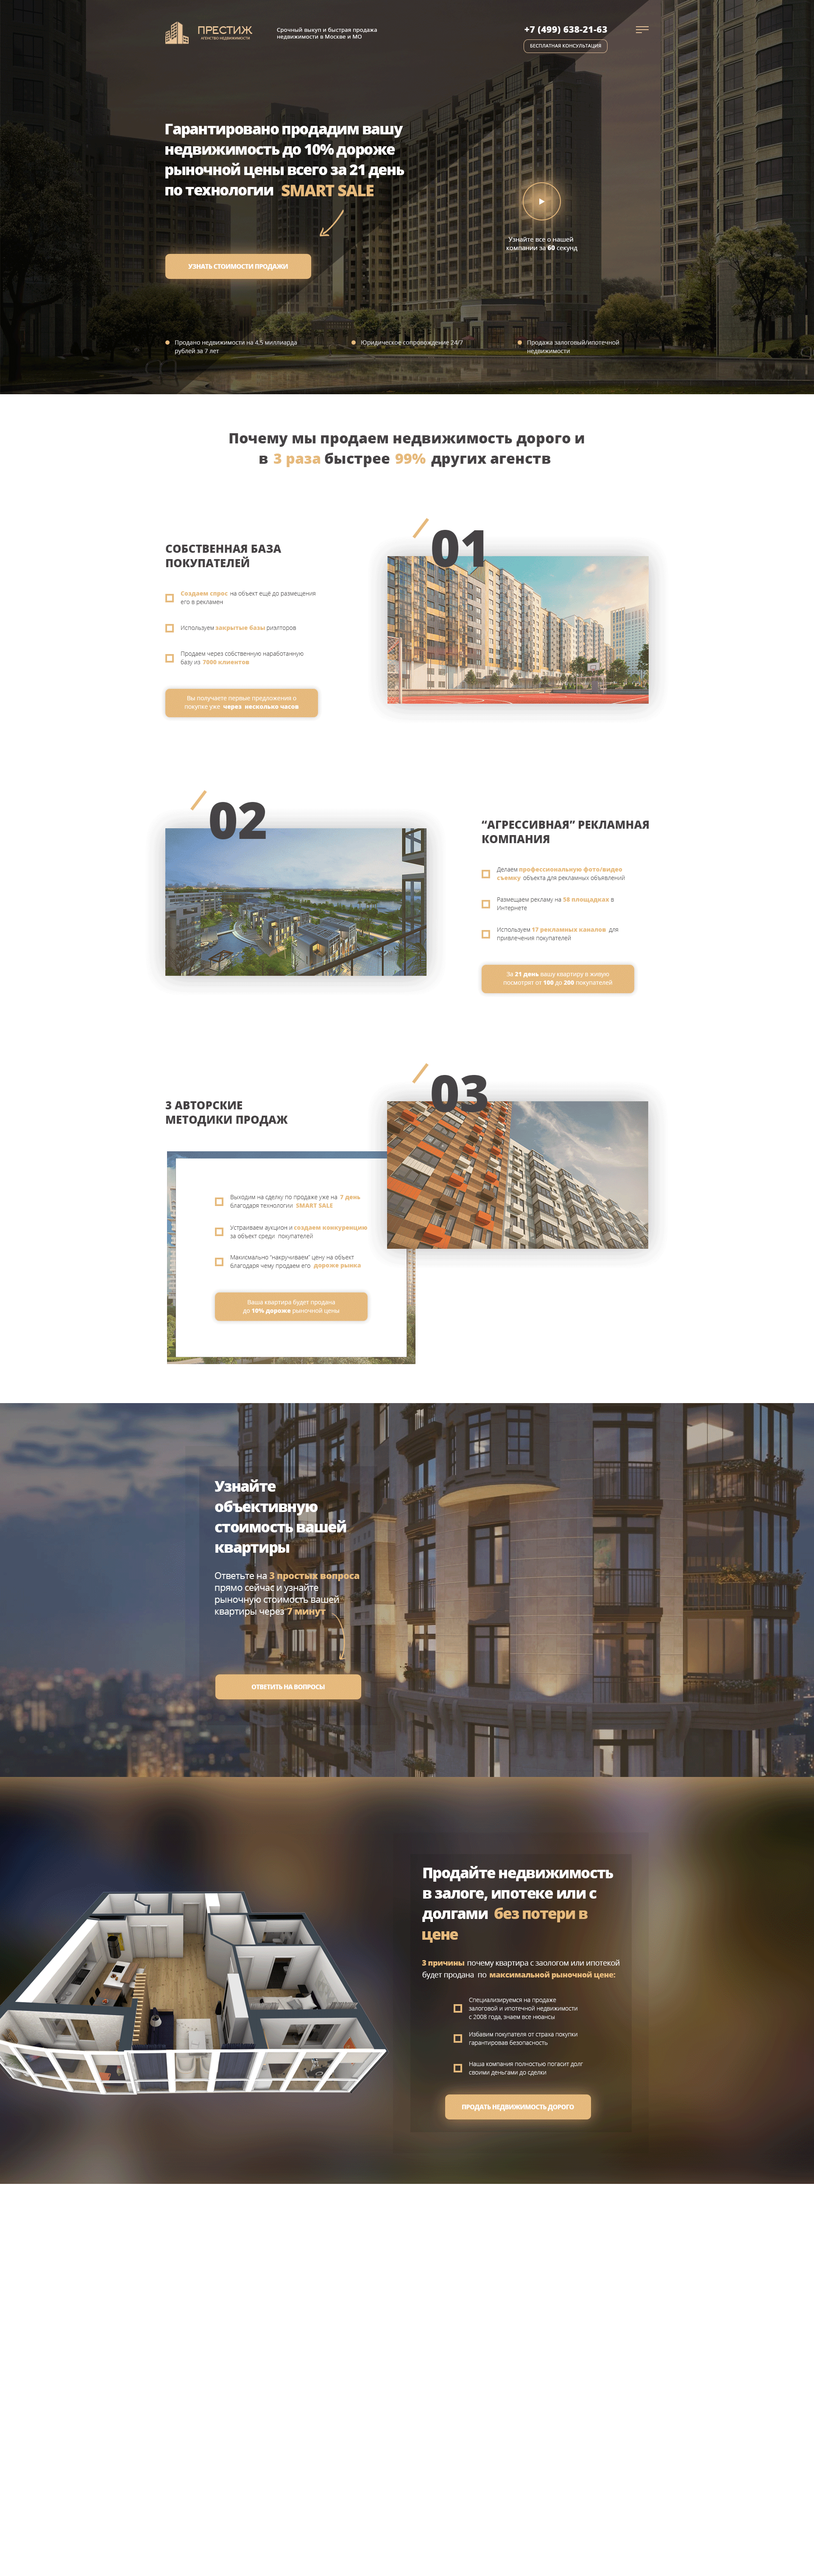 ПРЕСТИЖ
АГЕНСТВО НЕДВИЖИМОСТИ
Срочный выкуп и быстрая продажа
недвижимости в Москве и МО
+7 (499) 638-21-63
БЕСПЛАТНАЯ КОНСУЛЬТАЦИЯ
Гарантировано продадим вашу
недвижимость до 10% дороже
рыночной цены всего за 21 день
по технологии SMART SALE
Узнайте все о нашей
компании за 60 секунд
УЗНАТЬ СТОИМОСТИ ПРОДАЖИ
Продано недвижимости на 4,5 миллиарда
рублей за 7 лет
Юридическое сопровождение 24/7
Продажа залоговый/ипотечной
недвижимости
Почему мы продаем недвижимость дорого и
в 3 раза быстрее 99% других агенств
01
СОБСТВЕННАЯ БАЗА
ПОКУПАТЕЛЕЙ
Создаем спрос на объект ещё до размещения
его в рекламен
Используем закрытые базы риэлторов
Продаем через собственную наработанную
базу из 7000 клиентов
Вы получаете первые предложения о
покупке уже через несколько часов
02
“АГРЕССИВНАЯ” РЕКЛАМНАЯ
КОМПАНИЯ
Делаем профессиональную фото/видео
съемку объекта для рекламных объявлений
Размещаем рекламу на 58 площадках в
Интернете
Используем 17 рекламных каналов для
привлечения покупателей
За 21 день вашу квартиру в живую
посмотрят от 100 до 200 покупателей
03
3 АВТОРСКИЕ
МЕТОДИКИ ПРОДАЖ
Выходим на сделку по продаже уже на 7 день
благодаря технологии SMART SALE
Устраиваем аукцион и создаем конкуренцию
за объект среди покупателей
Макисмально “накручиваем” цену на объект
Благодаря чему продаем его дороже рынка
Ваша квартира будет продана
до 10% дороже рыночной цены
Узнайте
объективную
стоимость вашей
квартиры
Ответьте на 3 простых вопроса
прямо сейчас и узнайте
рыночную стоимость вашей
квартиры через 7 минут
ОТВЕТИТЬ НА ВОПРОСЫ
Продайте недвижимость
в залоге, ипотеке или с
долгами без потери в
цене
3 причины почему квартира с заологом или ипотекой
будет продана по максимальной рыночной цене:
Специализируемся на продаже
залоговой и ипотечной недвижимости
с 2008 года, знаем все нюансы
Избавим покупателя от страха покупки
гарантировав безопасность
Наша компания полностью погасит долг
своими деньгами до сделки
ПРОДАТЬ НЕДВИЖИМОСТЬ ДОРОГО